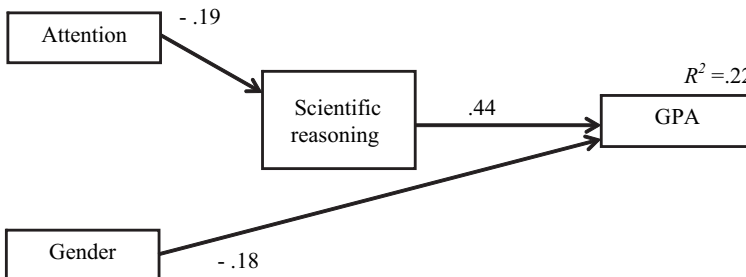 - .19
Attention
R² =.22
Scientific
reasoning
.44
GPA
Gender
- .18